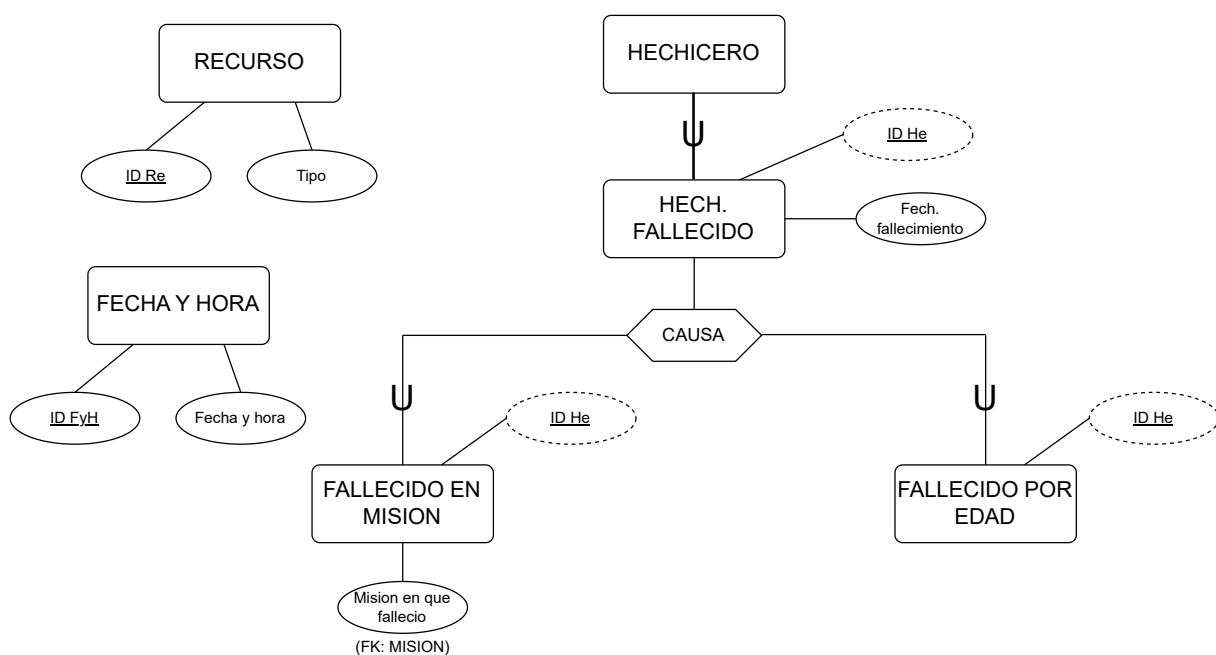 RECURSO
ID Re
Tipo
HECHICERO
ID He
HECH.
FALLECIDO
Fech.
fallecimiento
FECHA Y HORA
ID FyH
Fecha y hora
CAUSA
ID He
FALLECIDO EN
MISION
Mision en que
fallecio
(FK: MISION)
ID He
FALLECIDO POR
EDAD